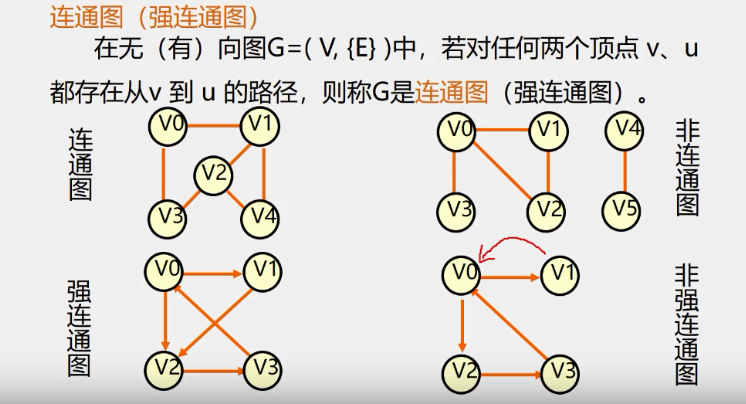 连通图（强连通图）
在无（有）向图G=( V, {E} )中，若对任何两个顶点 v、u
都存在从v 到 u 的路径，则称G是连通图（强连通图）。
连通图
V0 V1
V2
V3 V4
非连通图
V0 V1 V4
V3 V2 V5
强连通图
V0 V1
V2 V3
非强连通图
V0 V1
V2 V3